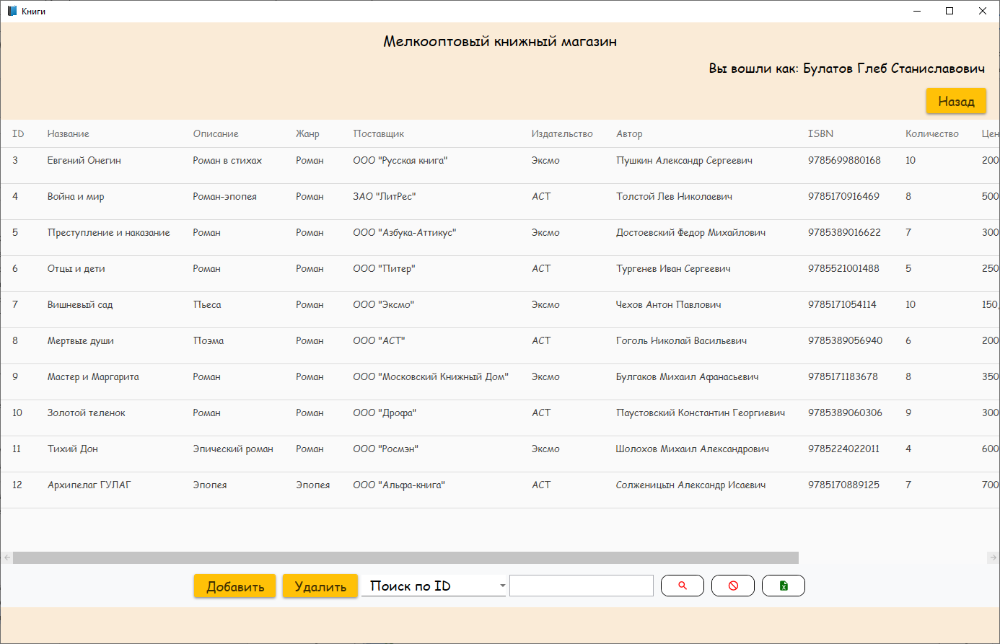 Книги
Мелкооптовый книжный магазин
Вы вошли как: Булатов Глеб Станиславович
Назад
ID Название Описание Жанр Поставщик Издательство Автор ISBN Количество Цен
3 Евгений Онегин Роман в стихах Роман ООО "Русская книга" Эксмо Пушкин Александр Сергеевич 9785699880168 10 200
4 Война и мир Роман-эпопея Роман ЗАО "ЛитРес" АСТ Толстой Лев Николаевич 9785170916469 8 500
5 Преступление и наказание Роман Роман ООО "Азбука-Аттикус" Эксмо Достоевский Федор Михайлович 9785389016622 7 300
6 Отцы и дети Роман Роман ООО "Питер" АСТ Тургенев Иван Сергеевич 9785521001488 5 250
7 Вишневый сад Пьеса Роман ООО "Эксмо" Эксмо Чехов Антон Павлович 9785171054114 10 150,
8 Мертвые души Поэма Роман ООО "АСТ" АСТ Гоголь Николай Васильевич 9785389056940 6 200
9 Мастер и Маргарита Роман Роман ООО "Московский Книжный Дом" Эксмо Булгаков Михаил Афанасьевич 9785171183678 8 350
10 Золотой теленок Роман Роман ООО "Дрофа" АСТ Паустовский Константин Георгиевич 9785389060306 9 300
11 Тихий Дон Эпический роман Роман ООО "Росмэн" Эксмо Шолохов Михаил Александрович 9785224022011 4 600
12 Архипелаг ГУЛАГ Эпопея Эпопея ООО "Альфа-книга" АСТ Солженицын Александр Исаевич 9785170889125 7 700
Добавить Удалить Поиск по ID